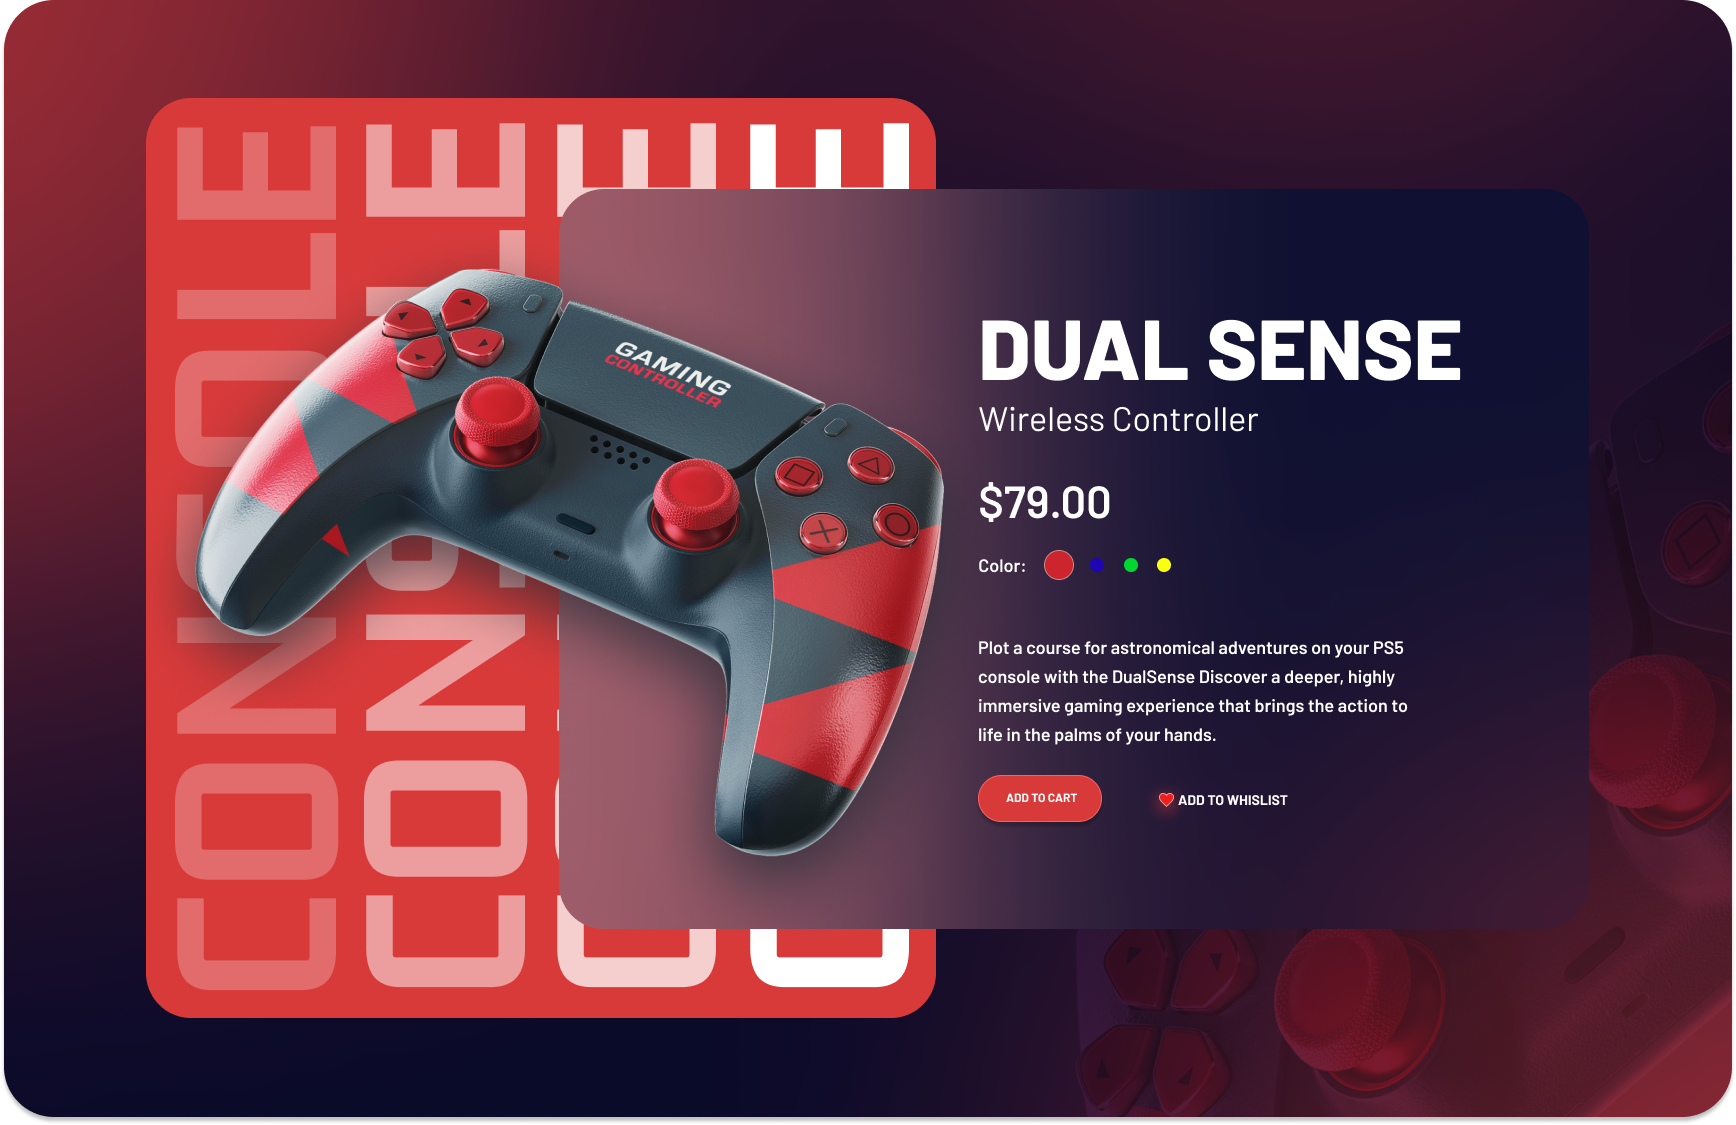 CONSOLE
CONSOLE
CONSOLE
CONSOLE
GAMING
CONTROLLER
DUAL SENSE
Wireless Controller
$79.00
Color:
Plot a course for astronomical adventures on your PS5
console with the DualSense Discover a deeper, highly
immersive gaming experience that brings the action to
life in the palms of your hands.
ADD TO CART
ADD TO WHISLIST